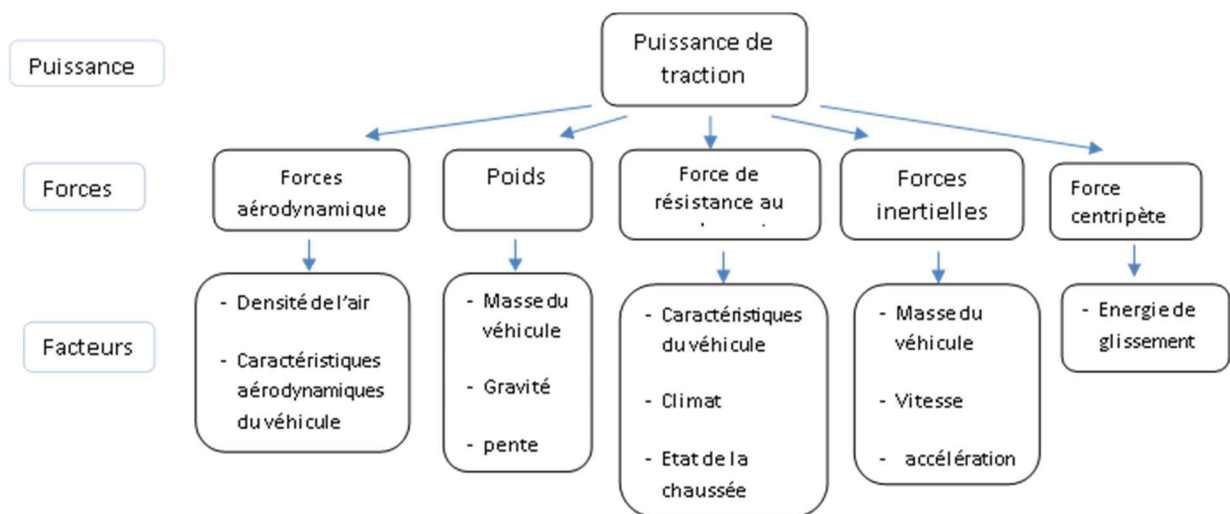 Puissance
Puissance de
traction
Forces
Forces
aérodynamique
Poids
Force de
résistance au
Forces
inertielles
Force
centripète
Facteurs
- Densité de l'air
- Caractéristiques
aérodynamiques
du véhicule
- Masse du
véhicule
- Gravité
- pente
- Caractéristiques
du véhicule
- Climat
- Etat de la
chaussée
- Masse du
véhicule
- Vitesse
- accélération
- Energie de
glissement